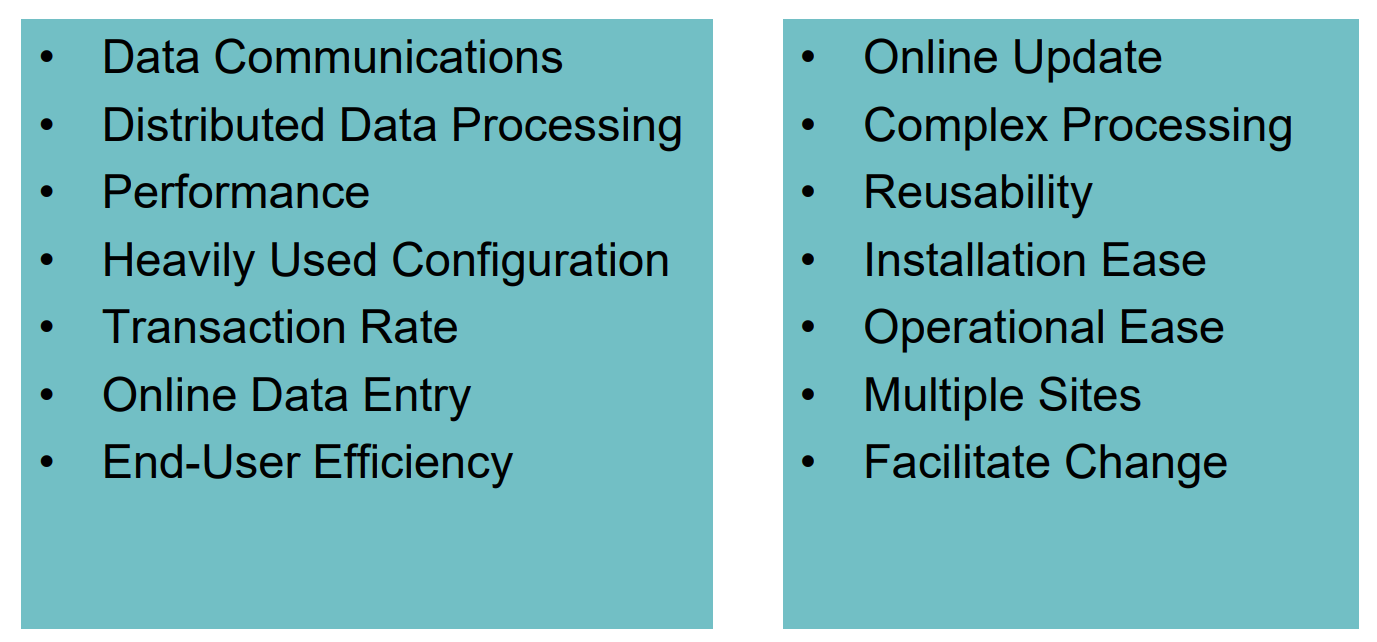 • Data Communications
• Distributed Data Processing
• Performance
• Heavily Used Configuration
• Transaction Rate
• Online Data Entry
• End-User Efficiency
• Online Update
• Complex Processing
• Reusability
• Installation Ease
• Operational Ease
• Multiple Sites
• Facilitate Change